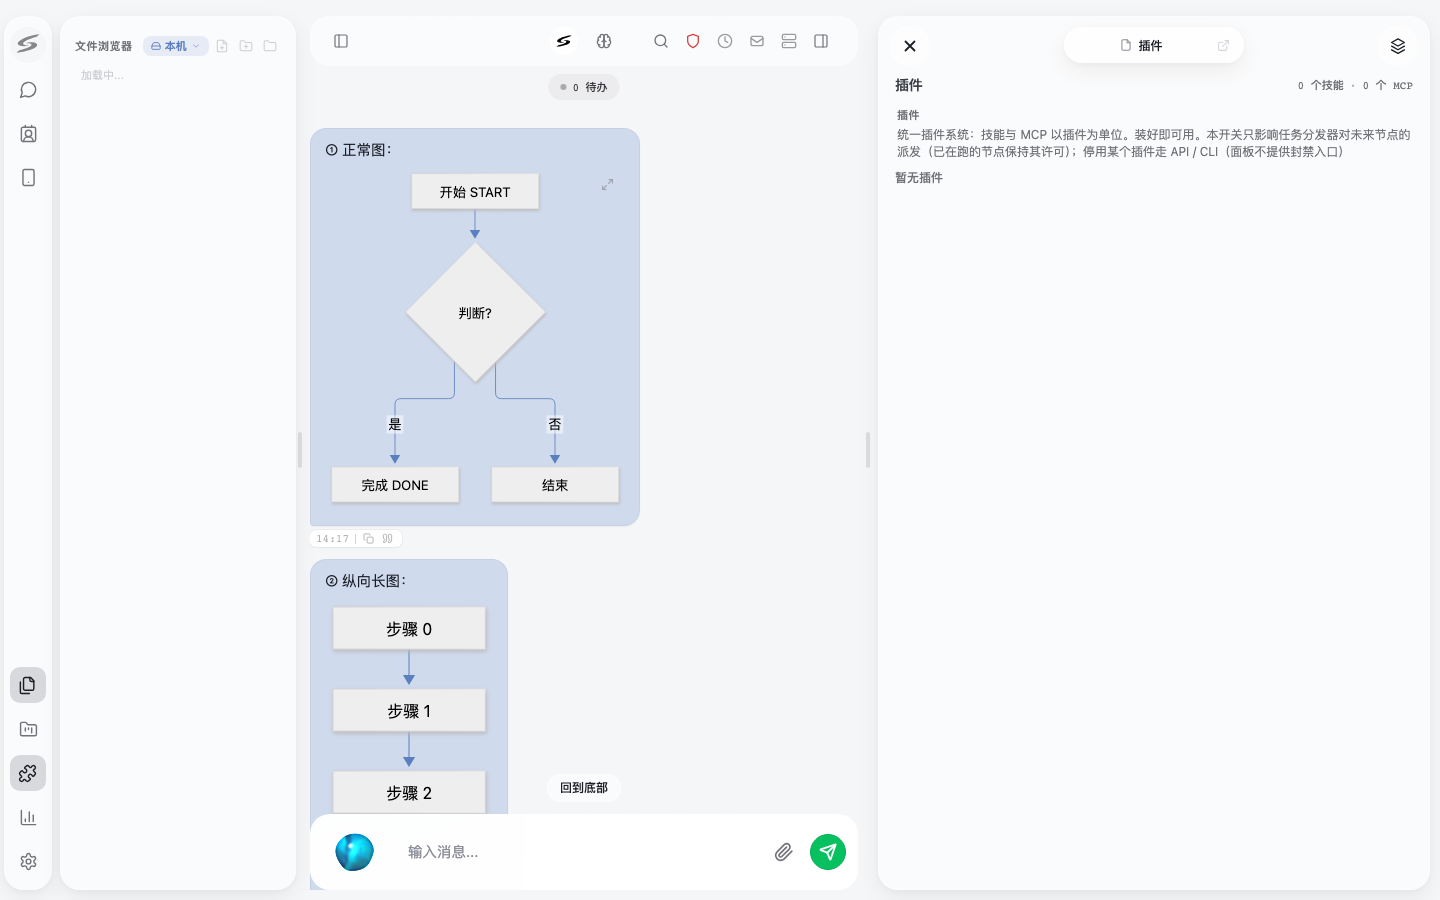 文件浏览器
本机
加载中...
0 待办
① 正常图：
开始 START
判断?
是
否
完成 DONE
结束
14:17
② 纵向长图：
步骤 0
步骤 1
步骤 2
回到底部
输入消息...
插件
插件
0 个技能 · 0 个 MCP
插件
统一插件系统：技能与 MCP 以插件为单位。装好即可用。本开关只影响任务分发器对未来节点的
派发（已在跑的节点保持其许可）；停用某个插件走 API / CLI（面板不提供封禁入口）
暂无插件